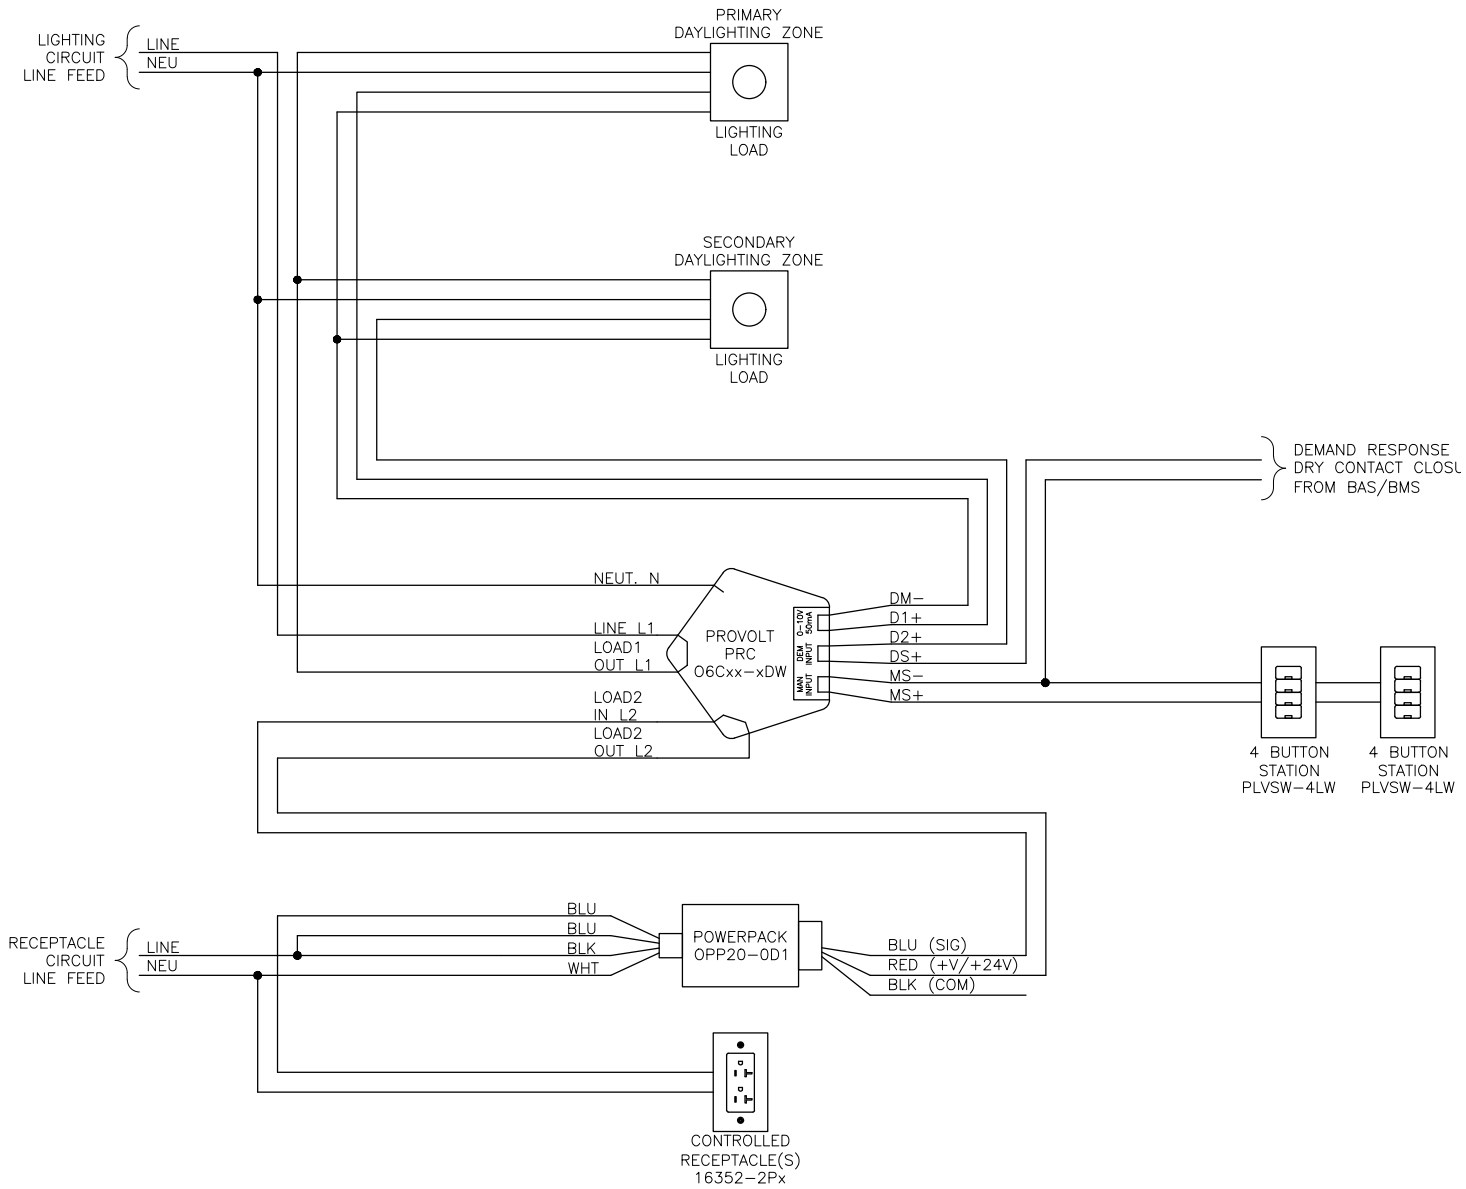 PRIMARY
DAYLIGHTING ZONE
LIGHTING
CIRCUIT
LINE FEED
LINE
NEU
LIGHTING
LOAD
SECONDARY
DAYLIGHTING ZONE
LIGHTING
LOAD
DEMAND RESPONSE
DRY CONTACT CLOSU
FROM BAS/BMS
NEUT. N
LINE L1
LOAD1
OUT L1
LOAD2
IN L2
LOAD2
OUT L2
PROVOLT
PRC
06Cxx-xDW
0-10V
50mA
DEM
INPUT
MAN
INPUT
DM-
D1+
D2+
DS+
MS-
MS+
4 BUTTON
STATION
PLVSW-4LW
4 BUTTON
STATION
PLVSW-4LW
RECEPTACLE
CIRCUIT
LINE FEED
LINE
NEU
BLU
BLU
BLK
WHT
POWERPACK
OPP20-0D1
BLU (SIG)
RED (+V/+24V)
BLK (COM)
CONTROLLED
RECEPTACLE(S)
16352-2Px